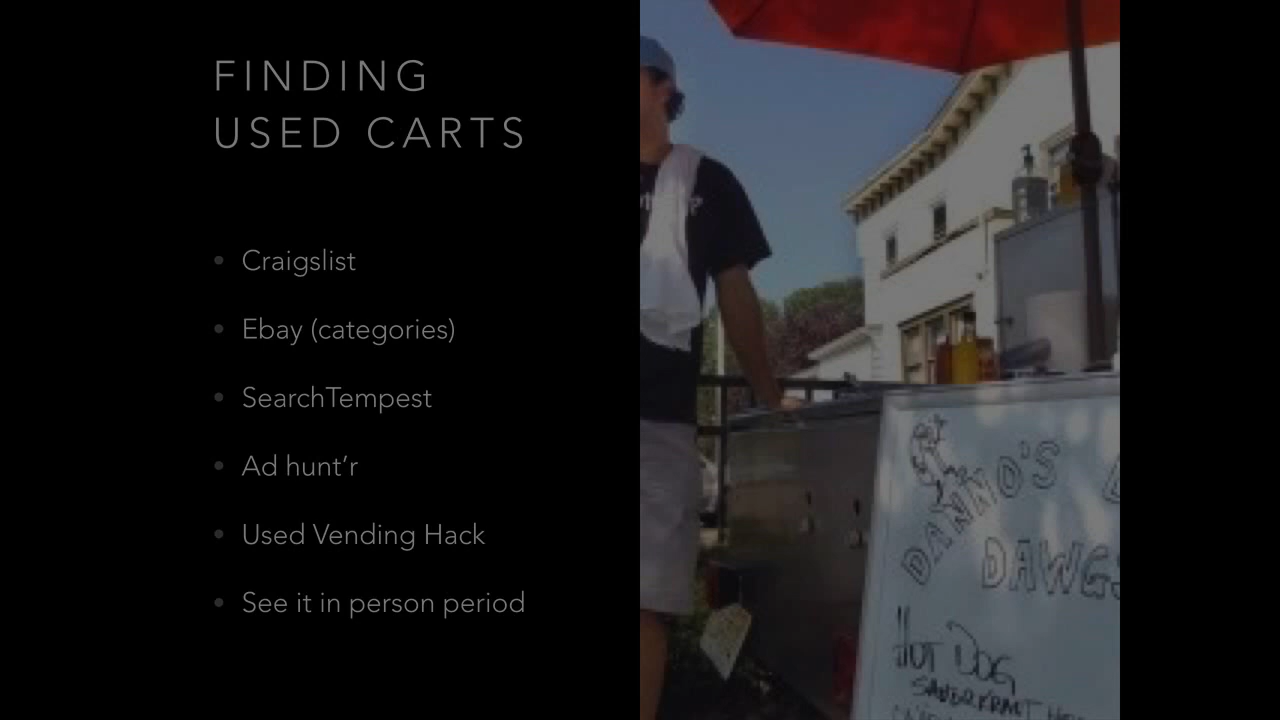 FINDING
USED CARTS
Craigslist
Ebay (categories)
SearchTempest
Ad hunt’r
Used Vending Hack
See it in person period
DANNO'S
DAWGS
HOT DOG